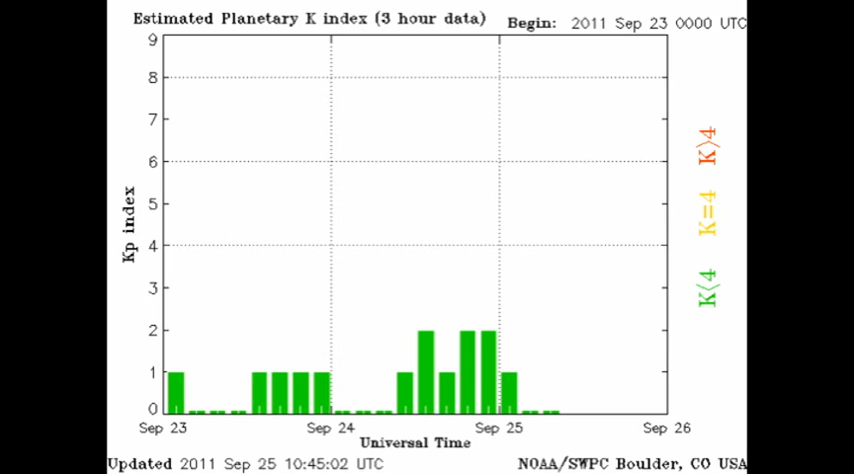 Estimated Planetary K index (3 hour data) Begin: 2011 Sep 23 0000 UTC
9
8
7
6
5
4
3
2
1
0
Kp index
K>4
K=4
K<4
Sep 23 Sep 24 Sep 25 Sep 26
Universal Time
Updated 2011 Sep 25 10:45:02 UTC NOAA/SWPC Boulder, CO USA